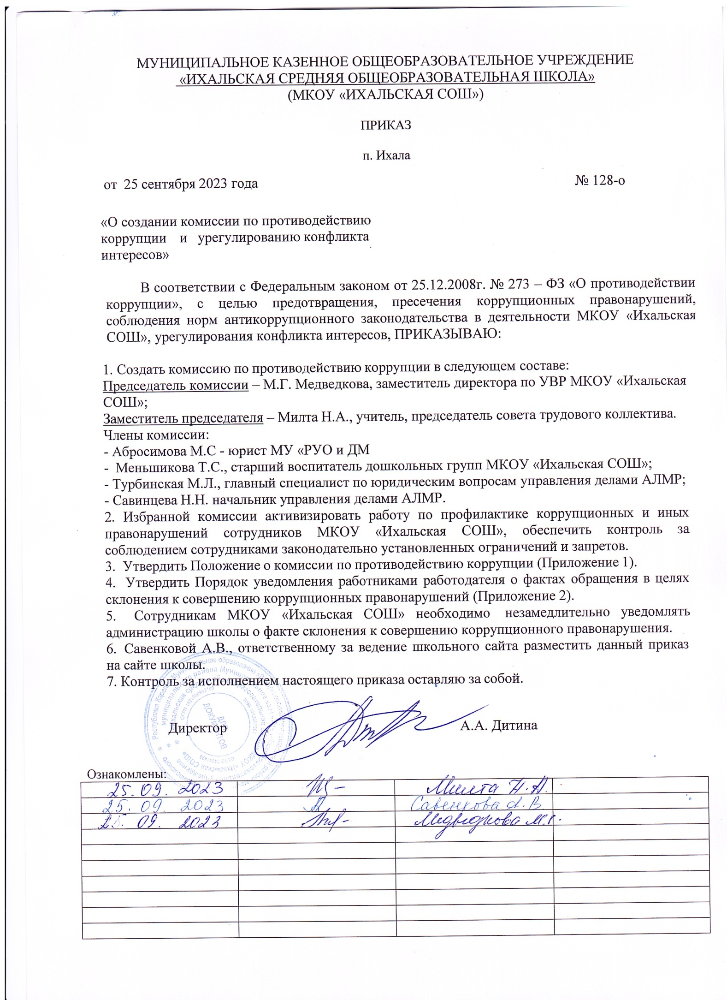 МУНИЦИПАЛЬНОЕ КАЗЕННОЕ ОБЩЕОБРАЗОВАТЕЛЬНОЕ УЧРЕЖДЕНИЕ
«ИХАЛЬСКАЯ СРЕДНЯЯ ОБЩЕОБРАЗОВАТЕЛЬНАЯ ШКОЛА»
(МКОУ «ИХАЛЬСКАЯ СОШ»)
ПРИКАЗ
п. Ихала
от 25 сентября 2023 года № 128-о
«О создании комиссии по противодействию
коррупции и урегулированию конфликта
интересов»
В соответствии с Федеральным законом от 25.12.2008г. № 273 – ФЗ «О противодействии
коррупции», с целью предотвращения, пресечения коррупционных правонарушений,
соблюдения норм антикоррупционного законодательства в деятельности МКОУ «Ихальская
СОШ», урегулирования конфликта интересов, ПРИКАЗЫВАЮ:
1. Создать комиссию по противодействию коррупции в следующем составе:
Председатель комиссии – М.Г. Медведкова, заместитель директора по УВР МКОУ «Ихальская
СОШ»;
Заместитель председателя – Милта Н.А., учитель, председатель совета трудового коллектива.
Члены комиссии:
- Абросимова М.С - юрист МУ «РУО и ДМ
- Меньшикова Т.С., старший воспитатель дошкольных групп МКОУ «Ихальская СОШ»;
- Турбинская М.Л., главный специалист по юридическим вопросам управления делами АЛМР;
- Савинцева Н.Н. начальник управления делами АЛМР.
2. Избранной комиссии активизировать работу по профилактике коррупционных и иных
правонарушений сотрудников МКОУ «Ихальская СОШ», обеспечить контроль за
соблюдением сотрудниками законодательно установленных ограничений и запретов.
3. Утвердить Положение о комиссии по противодействию коррупции (Приложение 1).
4. Утвердить Порядок уведомления работниками работодателя о фактах обращения в целях
склонения к совершению коррупционных правонарушений (Приложение 2).
5. Сотрудникам МКОУ «Ихальская СОШ» необходимо незамедлительно уведомлять
администрацию школы о факте склонения к совершению коррупционного правонарушения.
6. Савенковой А.В., ответственному за ведение школьного сайта разместить данный приказ
на сайте школы.
7. Контроль за исполнением настоящего приказа оставляю за собой.
ДЛЯ
ДОКУМЕНТОВ
Директор А.А. Дитина
Ознакомлены:
25.09. 2023 Милта Н.А.
25. 09. 2023 Савенкова А.В.
25. 09. 2023 Медведкова М.Г.